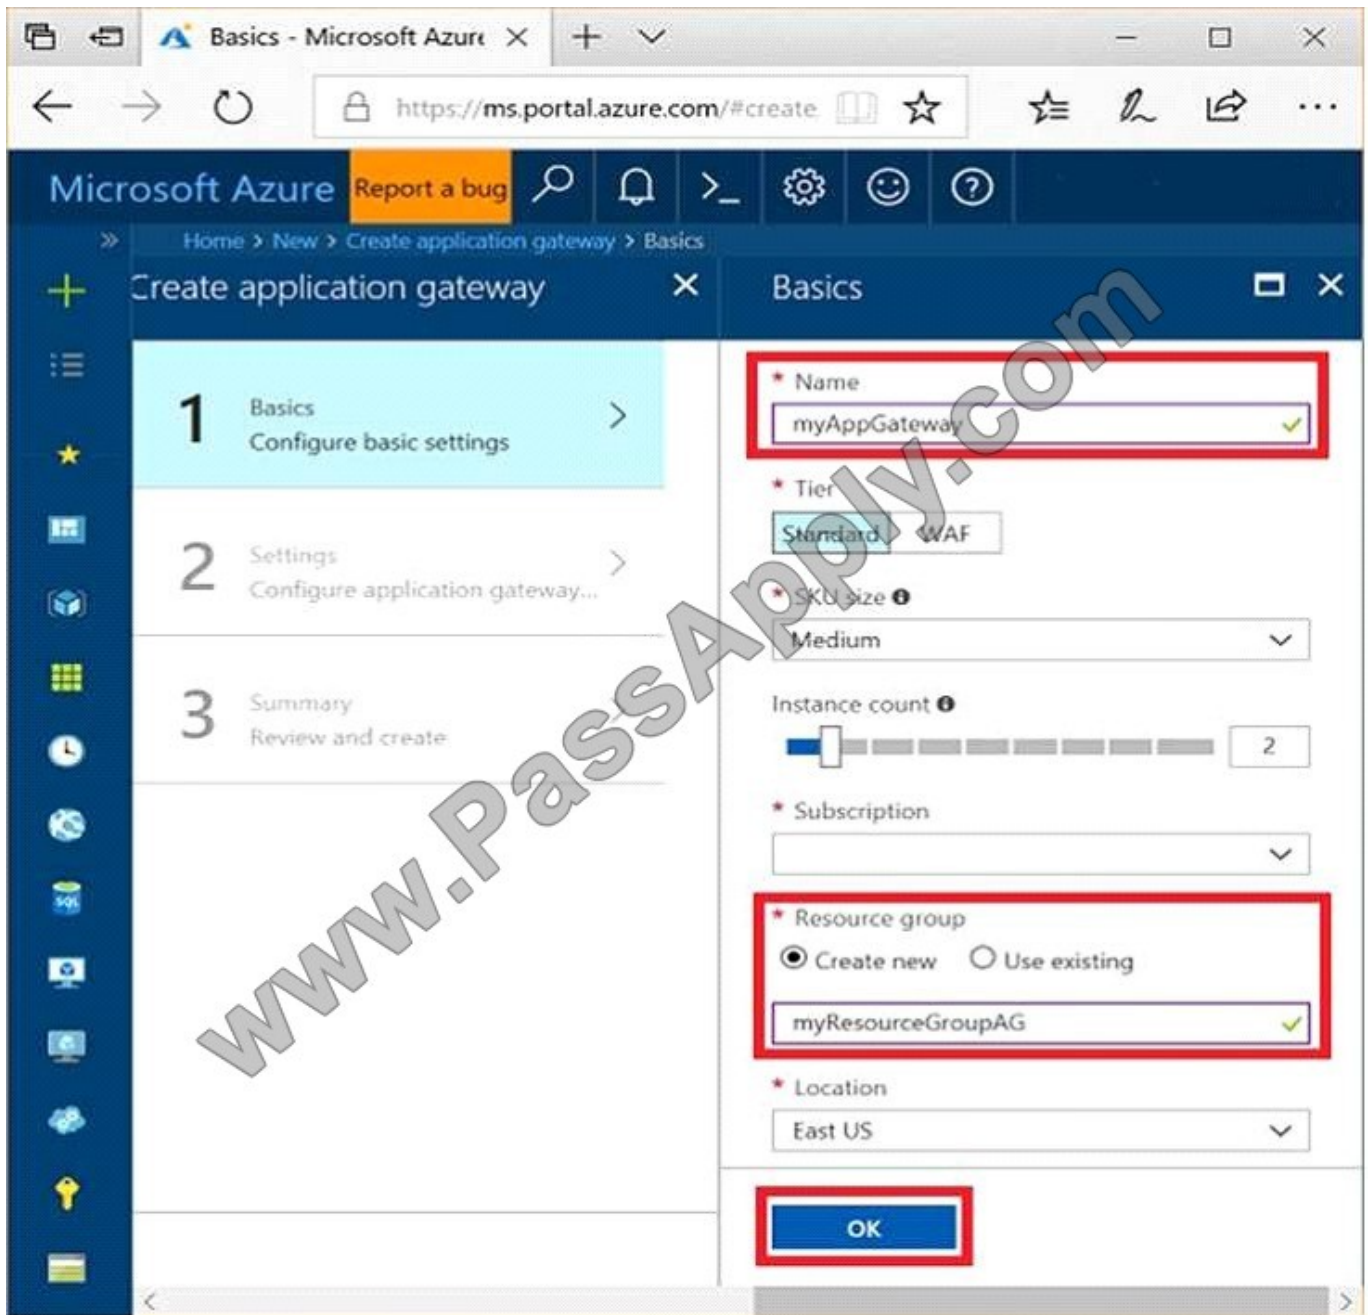 Basics - Microsoft Azure
https://ms.portal.azure.com/#create
Microsoft Azure
Report a bug
Home > New > Create application gateway > Basics
Create application gateway
Basics
1
Basics
Configure basic settings
2
Settings
Configure application gateway...
3
Summary
Review and create
* Name
myAppGateway
* Tier
Standard
WAF
* SKU size
Medium
Instance count
2
* Subscription
* Resource group
Create new
Use existing
myResourceGroupAG
* Location
East US
OK
SQL
www.PassApply.com